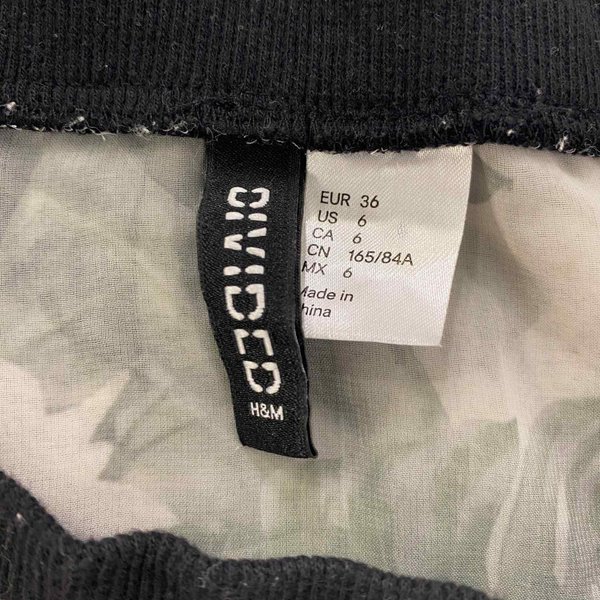 DIVIDED
H&M
EUR 36
US 6
CA 6
CN 165/84A
MX 6
Made in
China